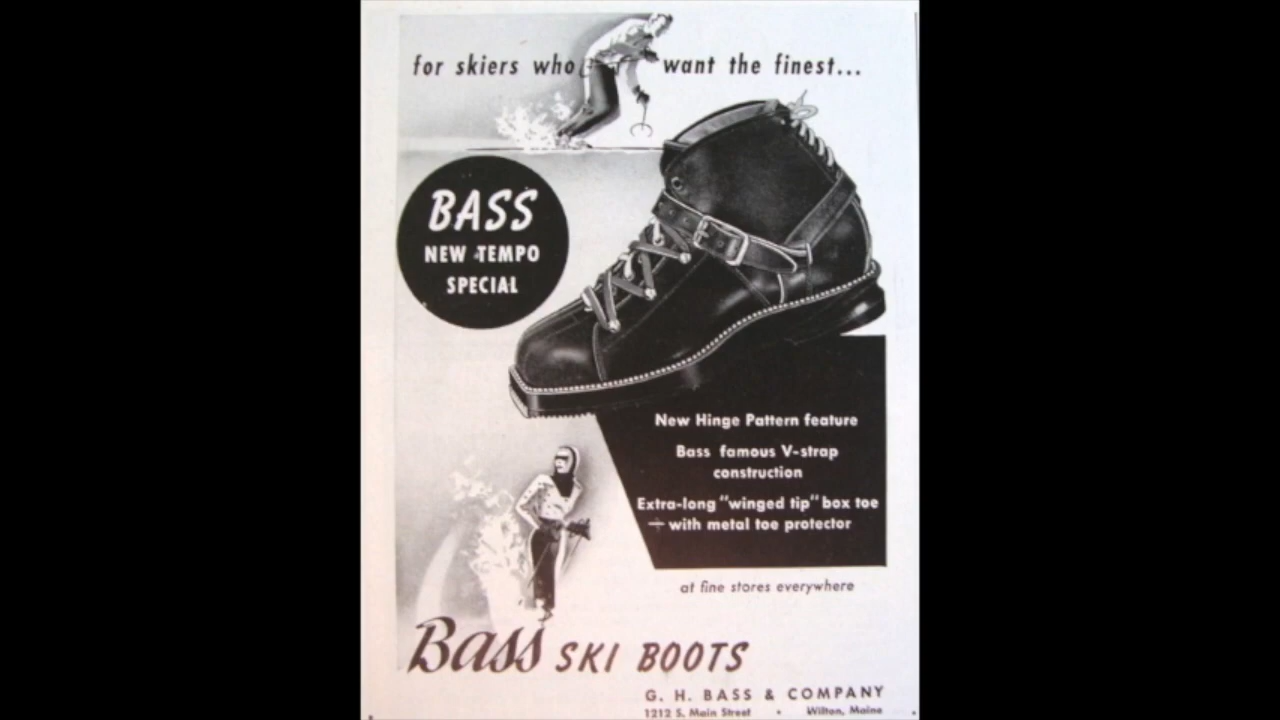 for skiers who want the finest...
BASS
NEW TEMPO
SPECIAL
New Hinge Pattern feature
Bass famous V-strap
construction
Extra-long "winged tip" box toe
— with metal toe protector
at fine stores everywhere
Bass SKI BOOTS
G. H. BASS & COMPANY
1212 S. Main Street • Wilton, Maine